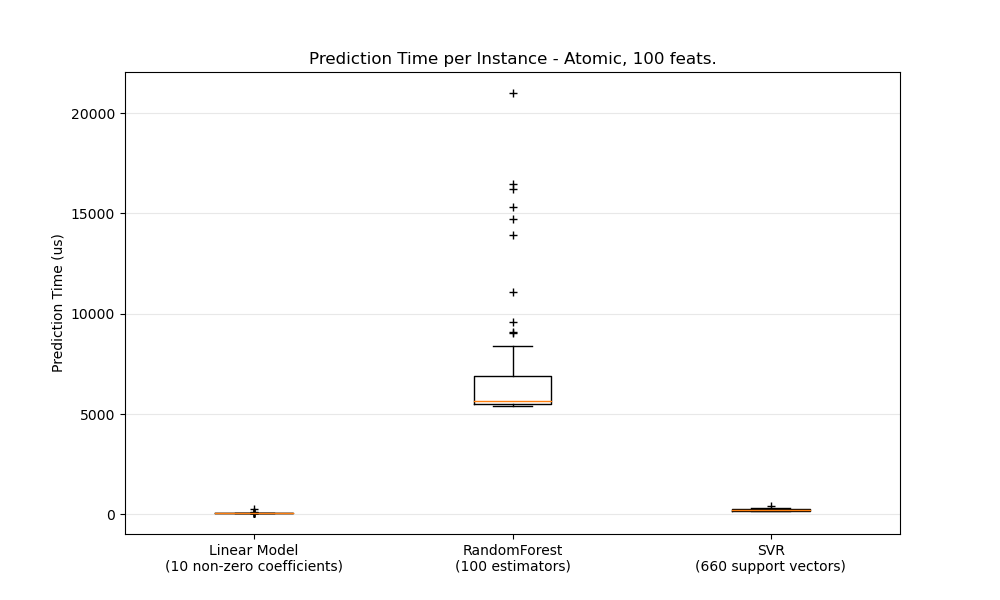 Prediction Time per Instance - Atomic, 100 feats.
Prediction Time (us)
20000
15000
10000
5000
0
Linear Model
(10 non-zero coefficients)
RandomForest
(100 estimators)
SVR
(660 support vectors)